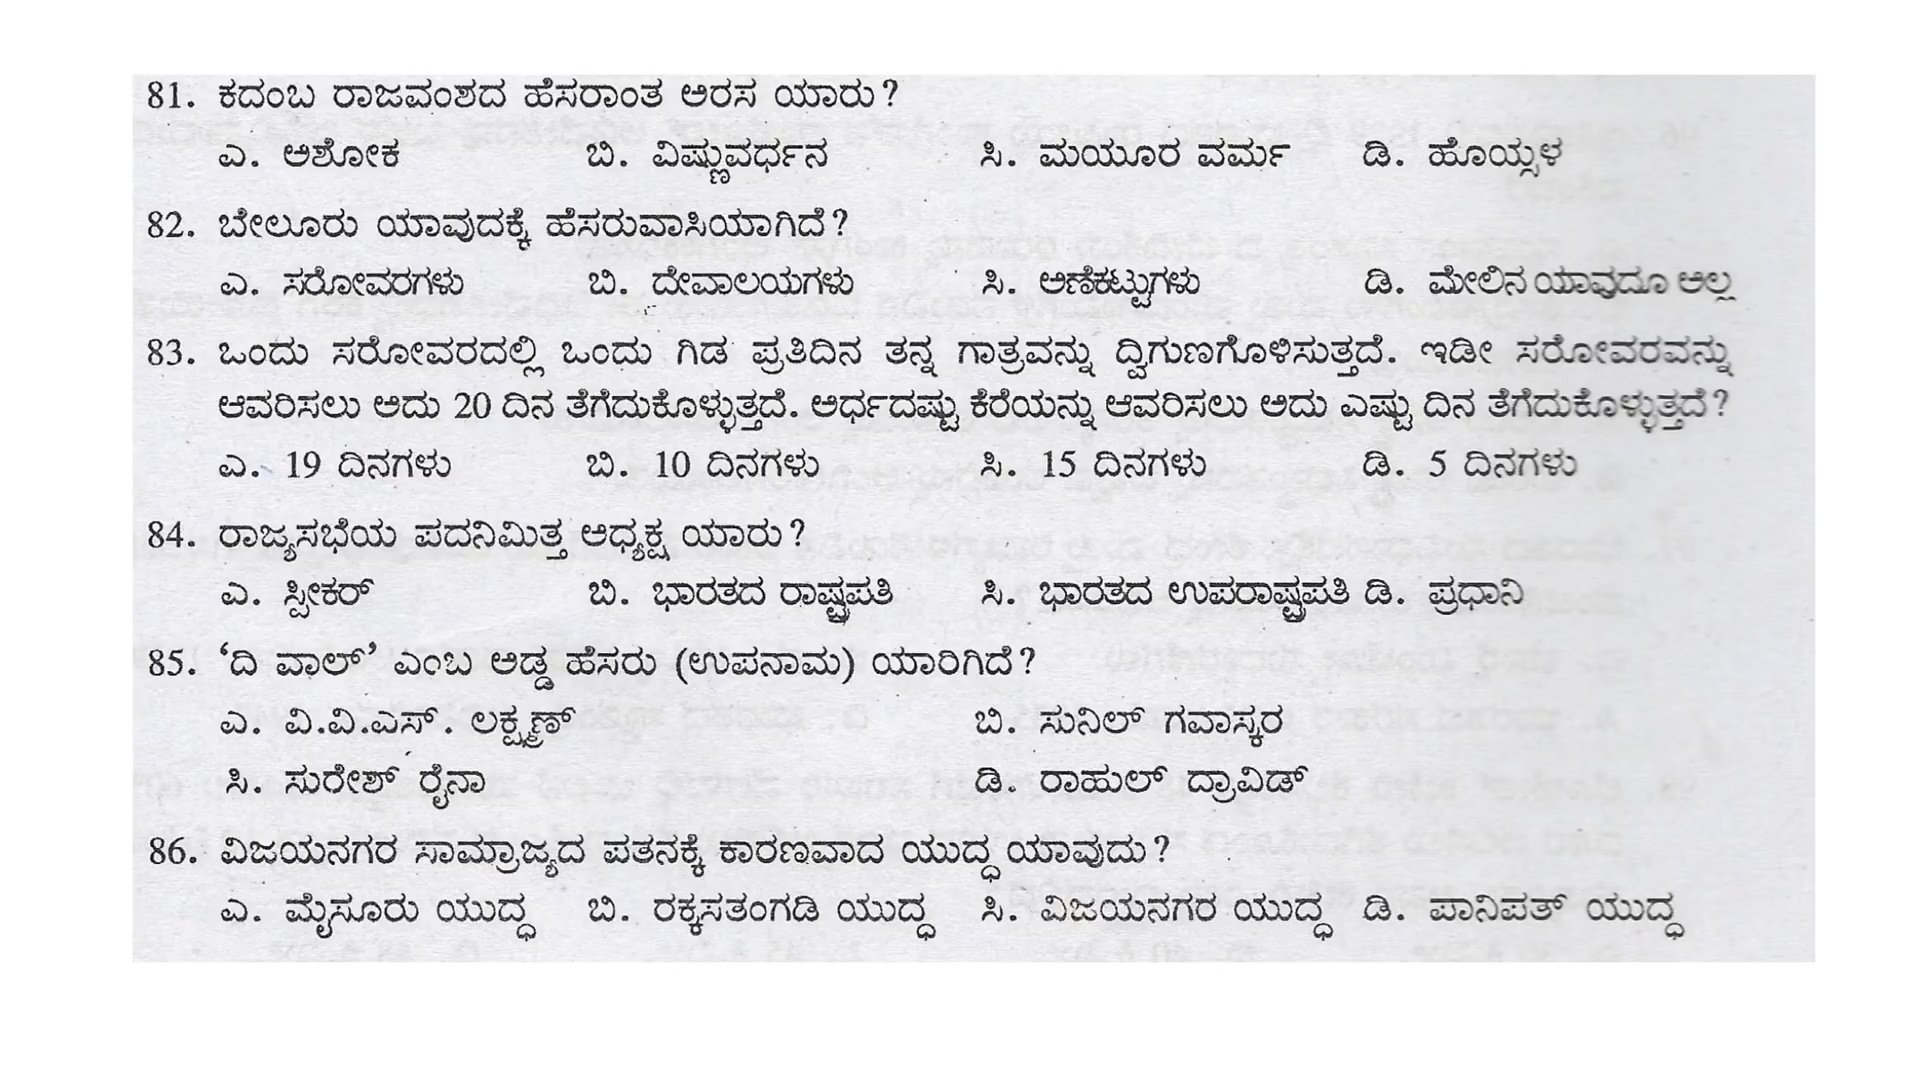 81. ಕದಂಬ ರಾಜವಂಶದ ಹೆಸರಾಂತ ಅರಸ ಯಾರು?
ಎ. ಅಶೋಕ ಬಿ. ವಿಷ್ಣುವರ್ಧನ ಸಿ. ಮಯೂರ ವರ್ಮ ಡಿ. ಹೊಯ್ಸಳ
82. ಬೇಲೂರು ಯಾವುದಕ್ಕೆ ಹೆಸರುವಾಸಿಯಾಗಿದೆ?
ಎ. ಸರೋವರಗಳು ಬಿ. ದೇವಾಲಯಗಳು ಸಿ. ಅಣೆಕಟ್ಟುಗಳು ಡಿ. ಮೇಲಿನ ಯಾವುದೂ ಅಲ್ಲ
83. ಒಂದು ಸರೋವರದಲ್ಲಿ ಒಂದು ಗಿಡ ಪ್ರತಿದಿನ ತನ್ನ ಗಾತ್ರವನ್ನು ದ್ವಿಗುಣಗೊಳಿಸುತ್ತದೆ. ಇಡೀ ಸರೋವರವನ್ನು
ಆವರಿಸಲು ಅದು 20 ದಿನ ತೆಗೆದುಕೊಳ್ಳುತ್ತದೆ. ಅರ್ಧದಷ್ಟು ಕೆರೆಯನ್ನು ಆವರಿಸಲು ಅದು ಎಷ್ಟು ದಿನ ತೆಗೆದುಕೊಳ್ಳುತ್ತದೆ?
ಎ. 19 ದಿನಗಳು ಬಿ. 10 ದಿನಗಳು ಸಿ. 15 ದಿನಗಳು ಡಿ. 5 ದಿನಗಳು
84. ರಾಜ್ಯಸಭೆಯ ಪದನಿಮಿತ್ತ ಅಧ್ಯಕ್ಷ ಯಾರು?
ಎ. ಸ್ಪೀಕರ್ ಬಿ. ಭಾರತದ ರಾಷ್ಟ್ರಪತಿ ಸಿ. ಭಾರತದ ಉಪರಾಷ್ಟ್ರಪತಿ ಡಿ. ಪ್ರಧಾನಿ
85. ‘ದಿ ವಾಲ್’ ಎಂಬ ಅಡ್ಡ ಹೆಸರು (ಉಪನಾಮ) ಯಾರಿಗಿದೆ?
ಎ. ವಿ.ವಿ.ಎಸ್. ಲಕ್ಷ್ಮಣ್ ಬಿ. ಸುನಿಲ್ ಗವಾಸ್ಕರ
ಸಿ. ಸುರೇಶ್ ರೈನಾ ಡಿ. ರಾಹುಲ್ ದ್ರಾವಿಡ್
86. ವಿಜಯನಗರ ಸಾಮ್ರಾಜ್ಯದ ಪತನಕ್ಕೆ ಕಾರಣವಾದ ಯುದ್ಧ ಯಾವುದು?
ಎ. ಮೈಸೂರು ಯುದ್ಧ ಬಿ. ರಕ್ಕಸತಂಗಡಿ ಯುದ್ಧ ಸಿ. ವಿಜಯನಗರ ಯುದ್ಧ ಡಿ. ಪಾನಿಪತ್ ಯುದ್ಧ